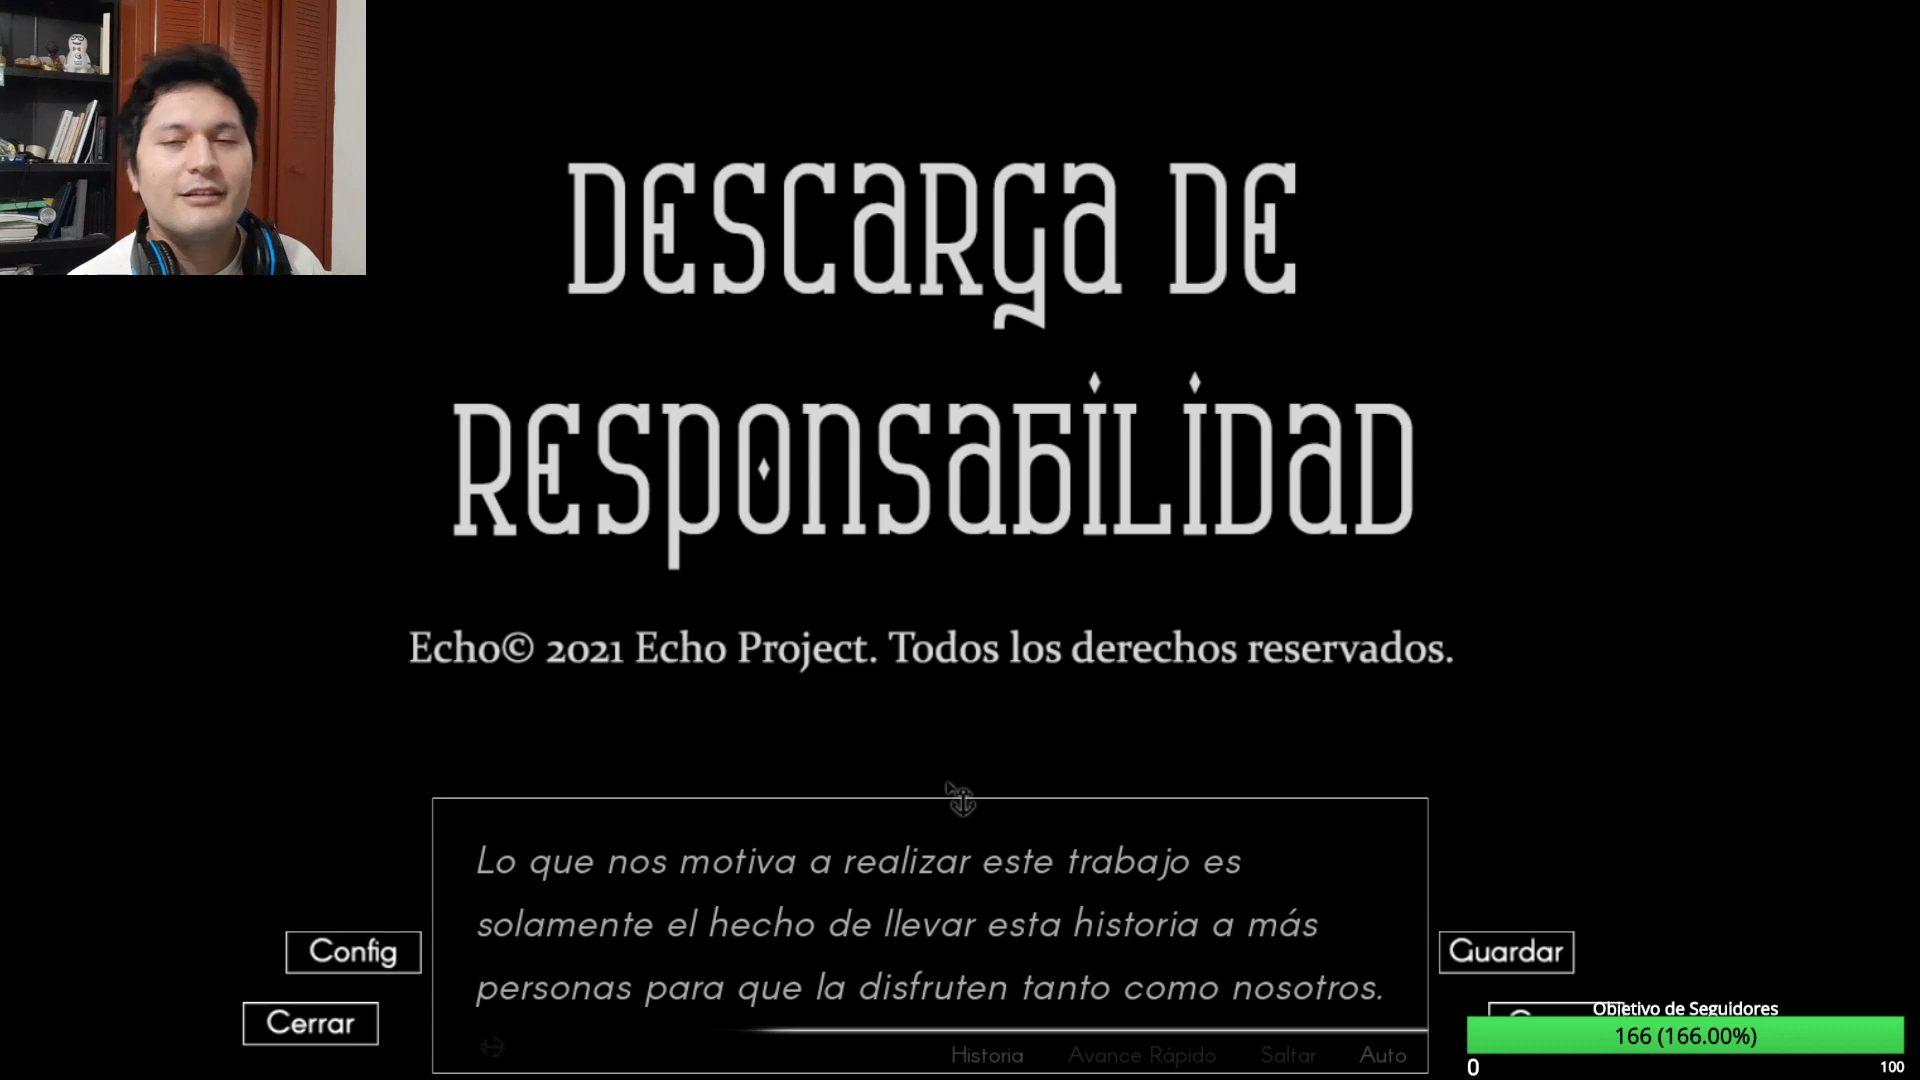 DESCARGA DE
RESPONSABILIDAD
Echo© 2021 Echo Project. Todos los derechos reservados.
Lo que nos motiva a realizar este trabajo es
solamente el hecho de llevar esta historia a más
personas para que la disfruten tanto como nosotros.
Config
Guardar
Cerrar
Objetivo de Seguidores
166 (166.00%)
0
100
Historia
Avance Rápido
Saltar
Auto